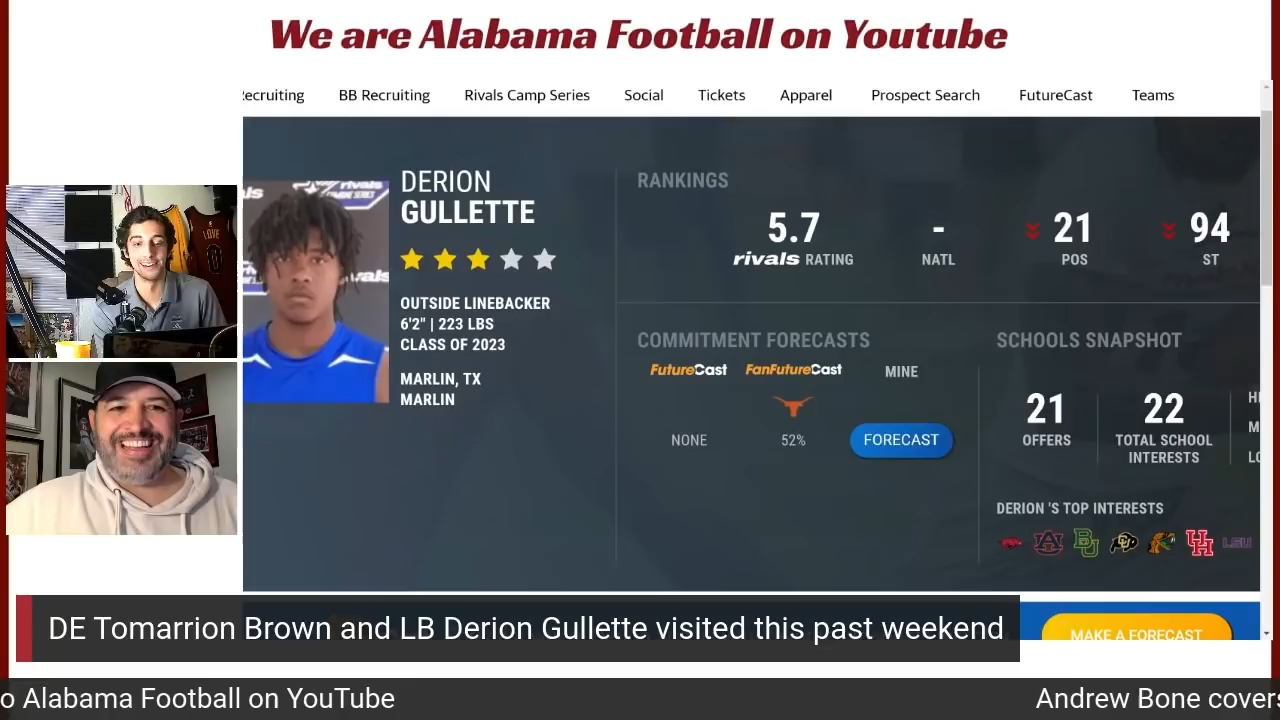 We are Alabama Football on Youtube
ecruiting BB Recruiting Rivals Camp Series Social Tickets Apparel Prospect Search FutureCast Teams
DERION
GULLETTE
OUTSIDE LINEBACKER
6'2" | 223 LBS
CLASS OF 2023
MARLIN, TX
MARLIN
RANKINGS
5.7 - 21 94
rivals RATING NATL POS ST
COMMITMENT FORECASTS
FutureCast FanFutureCast MINE
NONE 52% FORECAST
SCHOOLS SNAPSHOT
21 22
OFFERS TOTAL SCHOOL
INTERESTS
DERION 'S TOP INTERESTS
LSU
rivals
LOVE
0
DE Tomarrion Brown and LB Derion Gullette visited this past weekend
MAKE A FORECAST
o Alabama Football on YouTube Andrew Bone covers